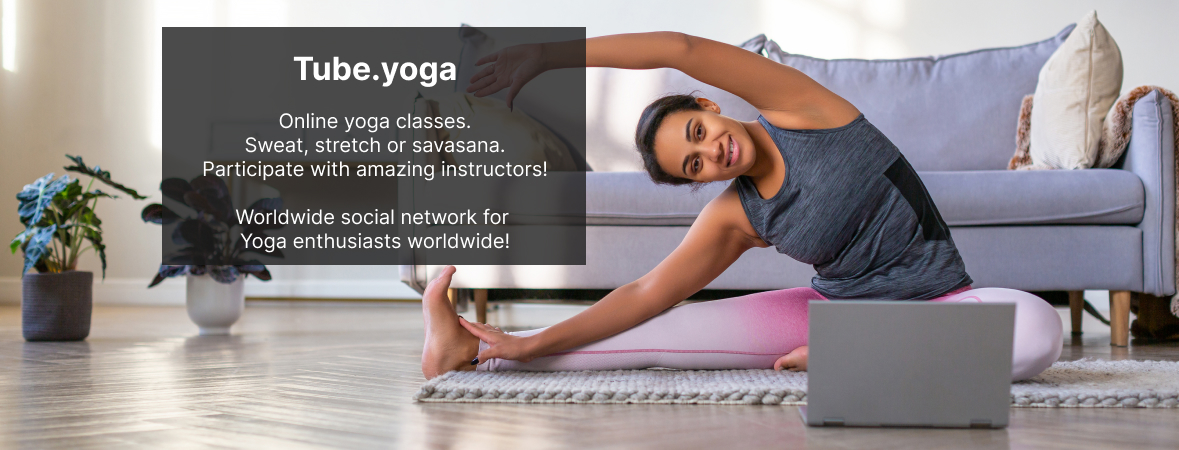 Tube.yoga
Online yoga classes.
Sweat, stretch or savasana.
Participate with amazing instructors!
Worldwide social network for
Yoga enthusiasts worldwide!